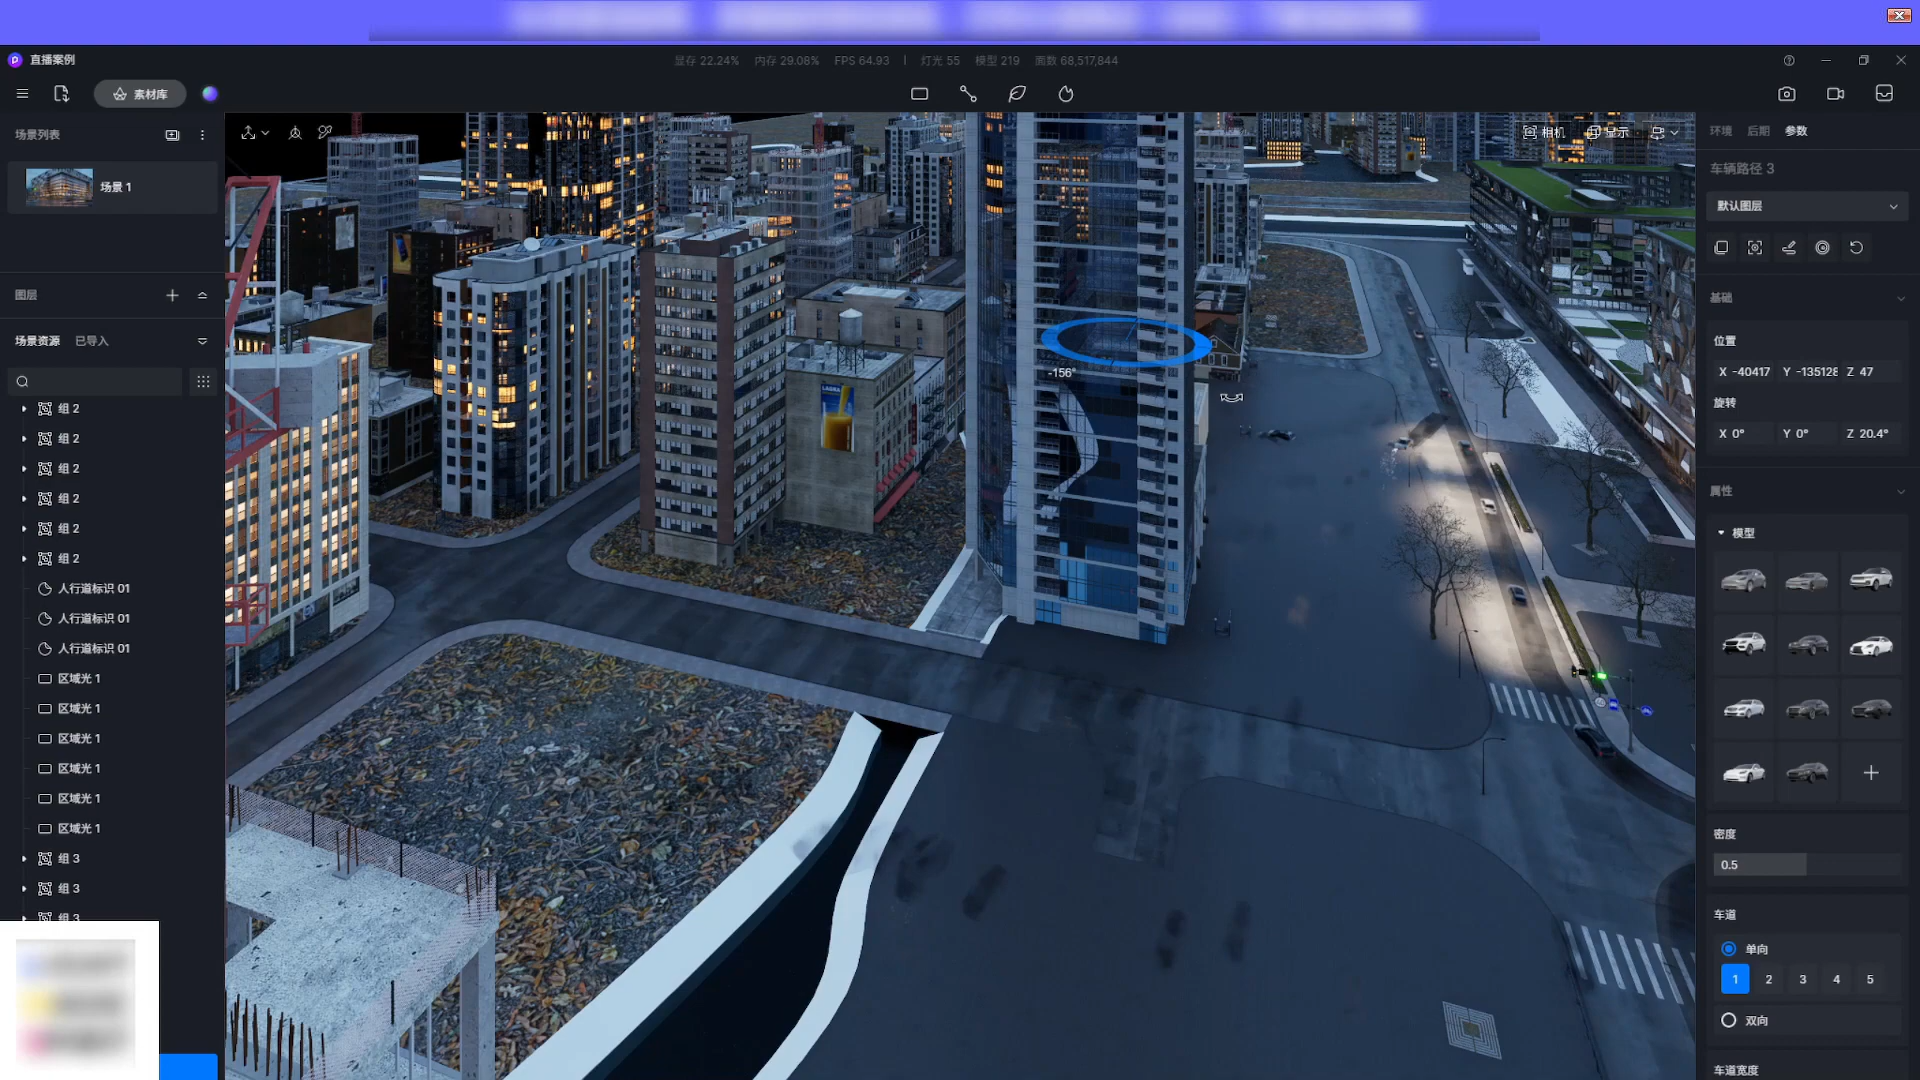 直播案例
显存 22.24% 内存 29.08% FPS 64.93 | 灯光 55 模型 219 面数 68,517,844
素材库
场景列表
场景 1
图层
场景资源 已导入
组 2
组 2
组 2
组 2
组 2
组 2
人行道标识 01
人行道标识 01
人行道标识 01
区域光 1
区域光 1
区域光 1
区域光 1
区域光 1
区域光 1
组 3
组 3
组 3
相机 显示
-156°
环境 后期 参数
车辆路径 3
默认图层
基础
位置
X -40417 Y -135128 Z 47
旋转
X 0° Y 0° Z 20.4°
属性
模型
密度
0.5
车道
单向
1 2 3 4 5
双向
车道宽度